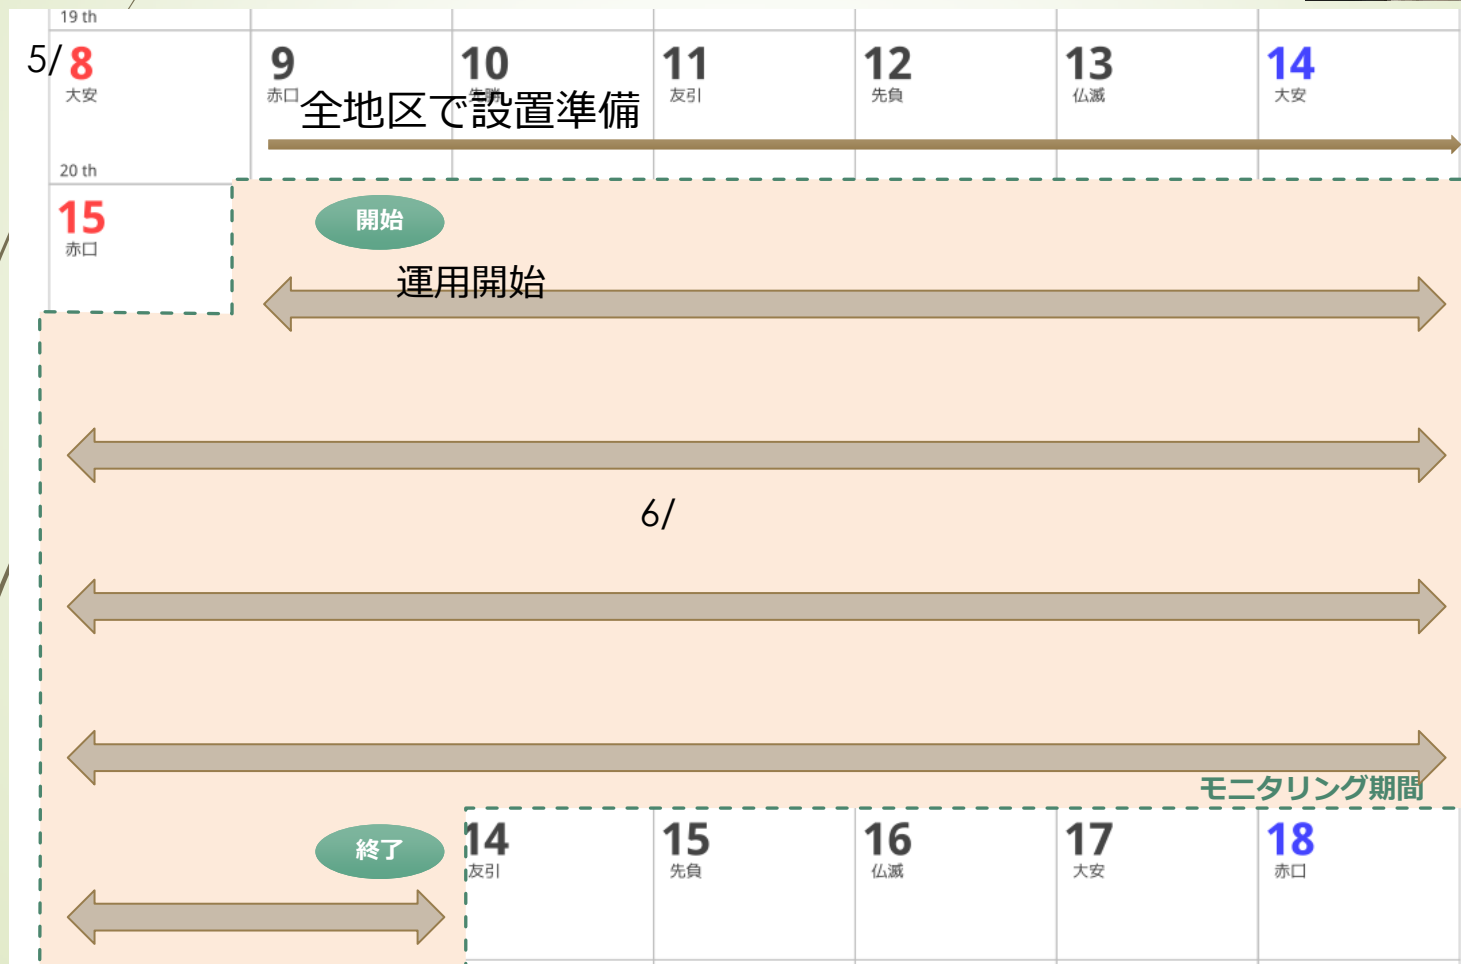 19 th
5/ 8 9 10 11 12 13 14
大安 赤口 先勝 友引 先負 仏滅 大安
全地区で設置準備
20 th
15 開始
赤口
運用開始
6/
モニタリング期間
終了 14 15 16 17 18
友引 先負 仏滅 大安 赤口